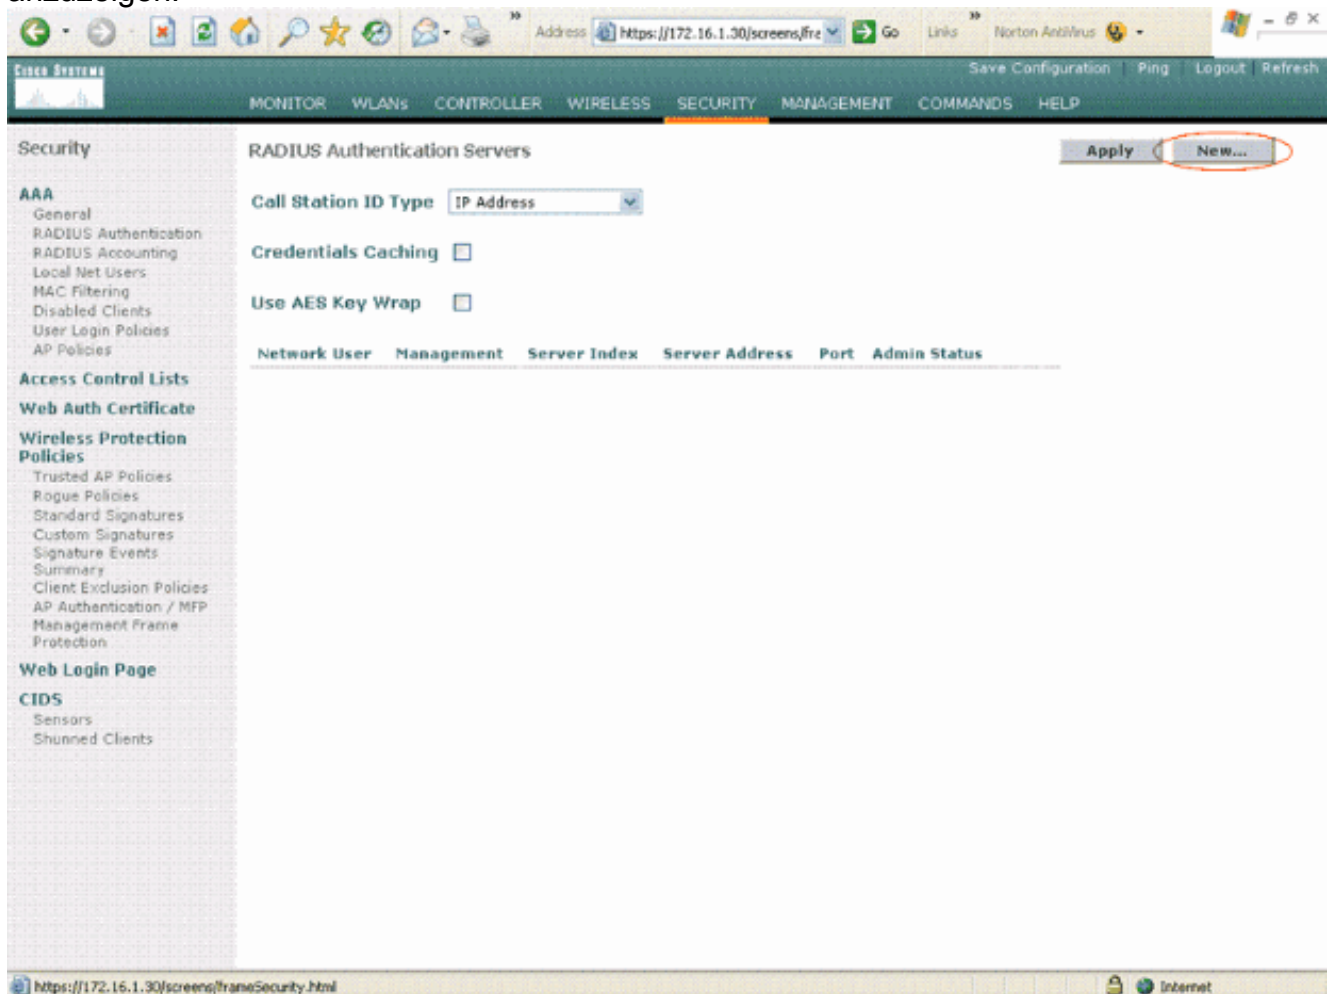 anzuzeigen.
Address https://172.16.1.30/screens/fra Go Links Norton AntiVirus
CISCO SYSTEMS
Save Configuration Ping Logout Refresh
MONITOR WLANs CONTROLLER WIRELESS SECURITY MANAGEMENT COMMANDS HELP
Security
AAA
General
RADIUS Authentication
RADIUS Accounting
Local Net Users
MAC Filtering
Disabled Clients
User Login Policies
AP Policies
Access Control Lists
Web Auth Certificate
Wireless Protection
Policies
Trusted AP Policies
Rogue Policies
Standard Signatures
Custom Signatures
Signature Events
Summary
Client Exclusion Policies
AP Authentication / MFP
Management Frame
Protection
Web Login Page
CIDS
Sensors
Shunned Clients
RADIUS Authentication Servers
Apply New...
Call Station ID Type IP Address
Credentials Caching
Use AES Key Wrap
Network User Management Server Index Server Address Port Admin Status
https://172.16.1.30/screens/frameSecurity.html Internet